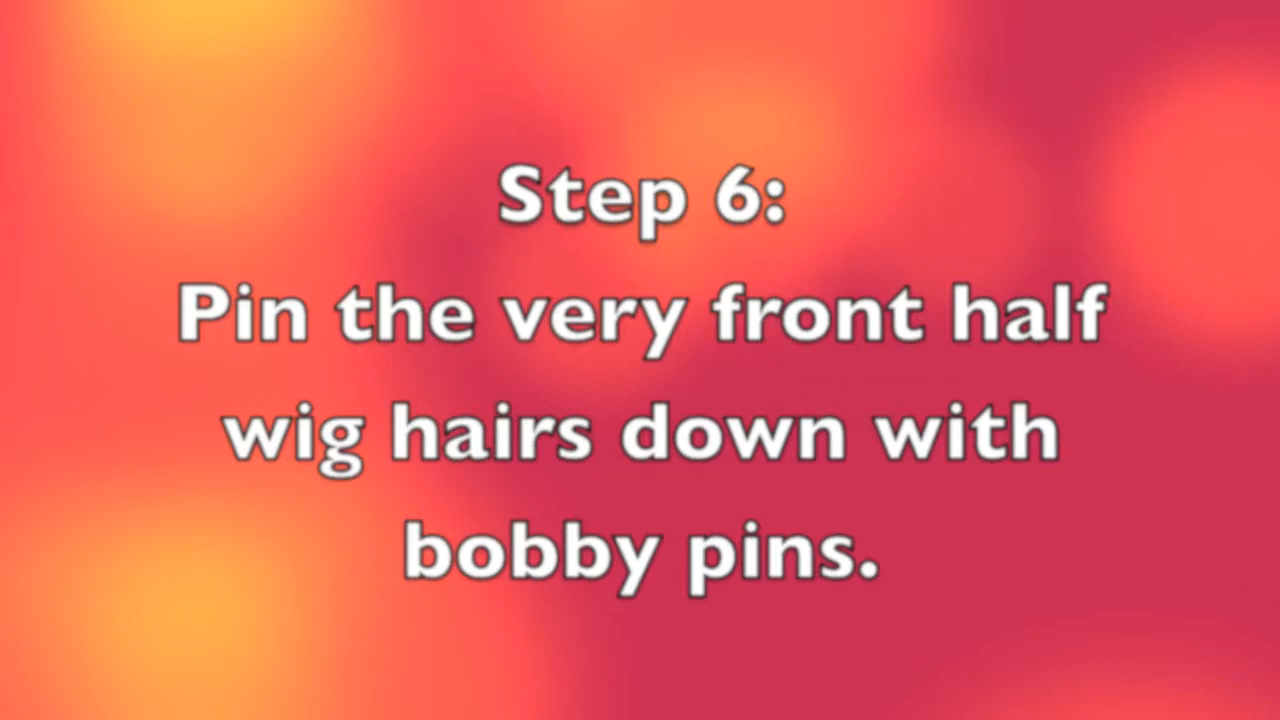 Step 6:
Pin the very front half
wig hairs down with
bobby pins.